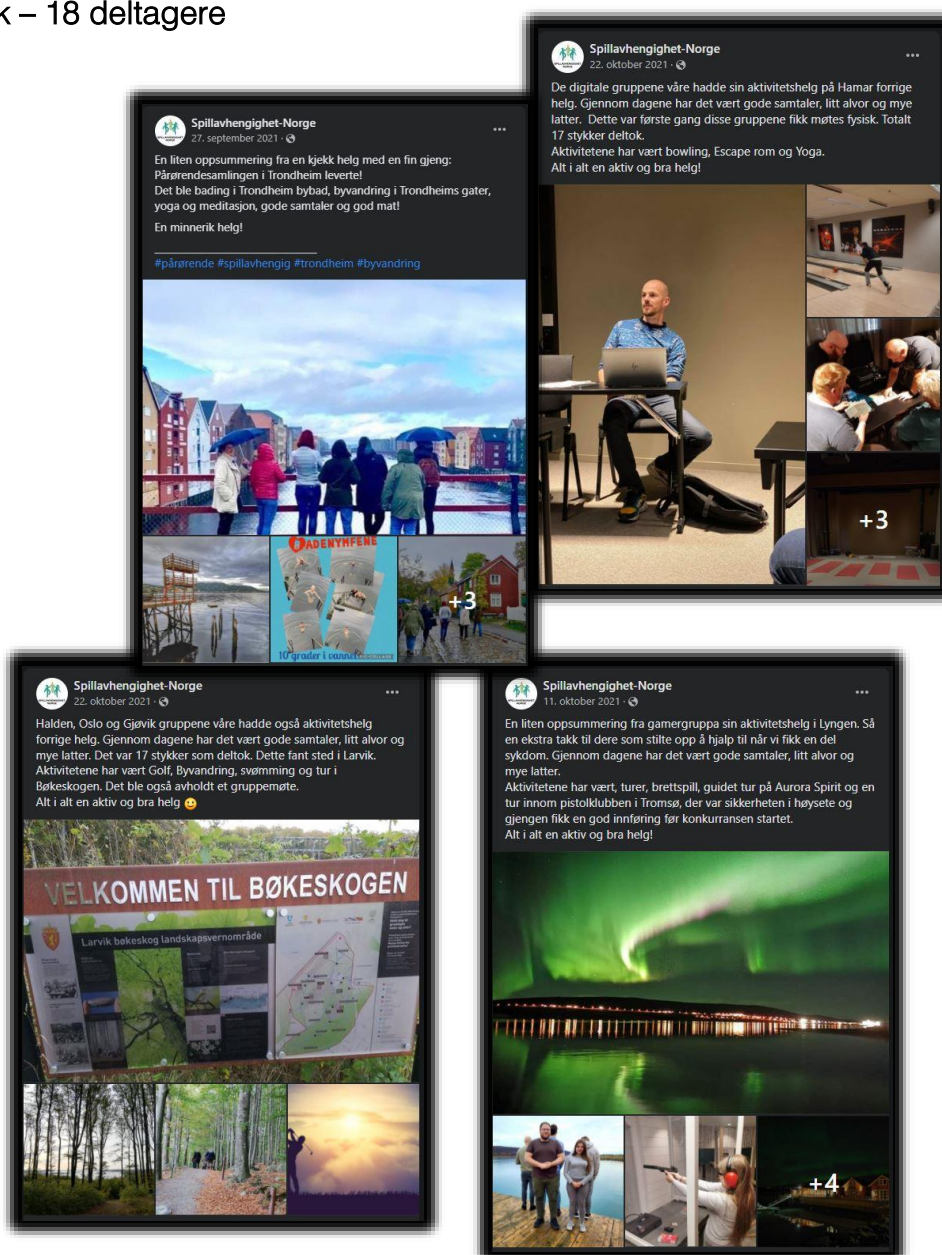 k – 18 deltagere
Spillavhengighet-Norge
27. september 2021
En liten oppsummering fra en kjekk helg med en fin gjeng:
Pårørendesamlingen i Trondheim leverte!
Det ble bading i Trondheim bybad, byvandring i Trondheims gater,
yoga og meditasjon, gode samtaler og god mat!
En minnerik helg!
#pårørende #spillavhengig #trondheim #byvandring
BADENYMFENE
10 grader i vannet
+3
Spillavhengighet-Norge
22. oktober 2021
De digitale gruppene våre hadde sin aktivitetshelg på Hamar forrige
helg. Gjennom dagene har det vært gode samtaler, litt alvor og mye
latter. Dette var første gang disse gruppene fikk møtes fysisk. Totalt
17 stykker deltok.
Aktivitetene har vært bowling, Escape rom og Yoga.
Alt i alt en aktiv og bra helg!
+3
Spillavhengighet-Norge
22. oktober 2021
Halden, Oslo og Gjøvik gruppene våre hadde også aktivitetshelg
forrige helg. Gjennom dagene har det vært gode samtaler, litt alvor og
mye latter. Det var 17 stykker som deltok. Dette fant sted i Larvik.
Aktivitetene har vært Golf, Byvandring, svømming og tur i
Bøkeskogen. Det ble også avholdt et gruppemøte.
Alt i alt en aktiv og bra helg
VELKOMMEN TIL BØKESKOGEN
Larvik bøkeskog landskapsvernområde
Spillavhengighet-Norge
11. oktober 2021
En liten oppsummering fra gamergruppa sin aktivitetshelg i Lyngen. Så
en ekstra takk til dere som stilte opp å hjalp til når vi fikk en del
sykdom. Gjennom dagene har det vært gode samtaler, litt alvor og
mye latter.
Aktivitetene har vært, turer, brettspill, guidet tur på Aurora Spirit og en
tur innom pistolklubben i Tromsø, der var sikkerheten i høysete og
gjengen fikk en god innføring før konkurransen startet.
Alt i alt en aktiv og bra helg!
+4